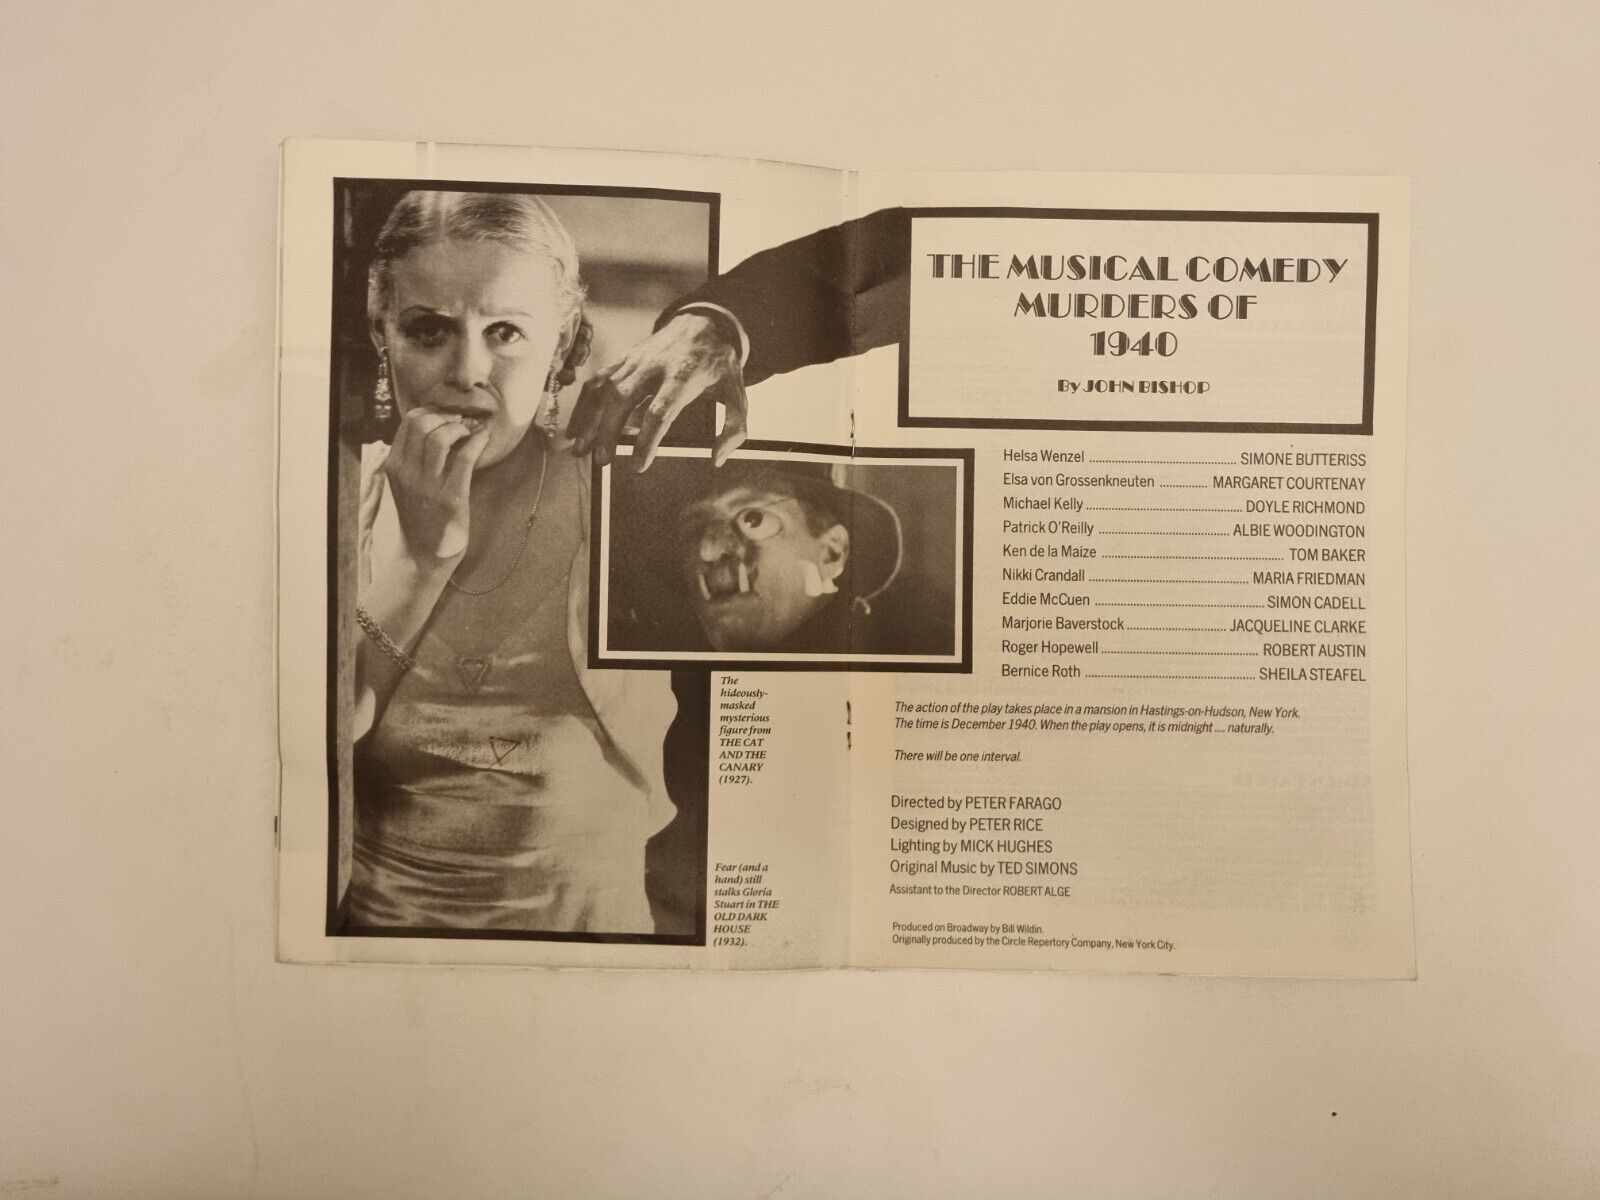 The
hideously-
masked
mysterious
figure from
THE CAT
AND THE
CANARY
(1927).
Fear (and a
hand) still
stalks Gloria
Stuart in THE
OLD DARK
HOUSE
(1932).
THE MUSICAL COMEDY
MURDERS OF
1940
By JOHN BISHOP
Helsa Wenzel ........................................ SIMONE BUTTERISS
Elsa von Grossenkneuten .............. MARGARET COURTENAY
Michael Kelly ........................................... DOYLE RICHMOND
Patrick O'Reilly ................................... ALBIE WOODINGTON
Ken de la Maize ................................................. TOM BAKER
Nikki Crandall ........................................... MARIA FRIEDMAN
Eddie McCuen .............................................. SIMON CADELL
Marjorie Baverstock ........................... JACQUELINE CLARKE
Roger Hopewell ........................................... ROBERT AUSTIN
Bernice Roth .............................................. SHEILA STEAFEL
The action of the play takes place in a mansion in Hastings-on-Hudson, New York.
The time is December 1940. When the play opens, it is midnight .... naturally.
There will be one interval.
Directed by PETER FARAGO
Designed by PETER RICE
Lighting by MICK HUGHES
Original Music by TED SIMONS
Assistant to the Director ROBERT ALGE
Produced on Broadway by Bill Wildin.
Originally produced by the Circle Repertory Company, New York City.